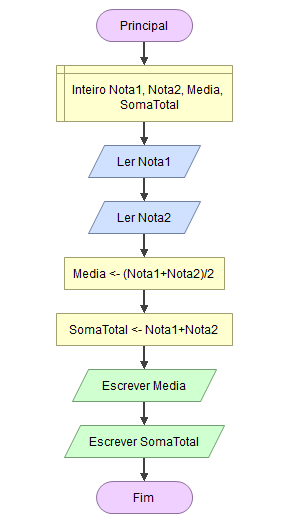 Principal
Inteiro Nota1, Nota2, Media,
SomaTotal
Ler Nota1
Ler Nota2
Media <- (Nota1+Nota2)/2
SomaTotal <- Nota1+Nota2
Escrever Media
Escrever SomaTotal
Fim